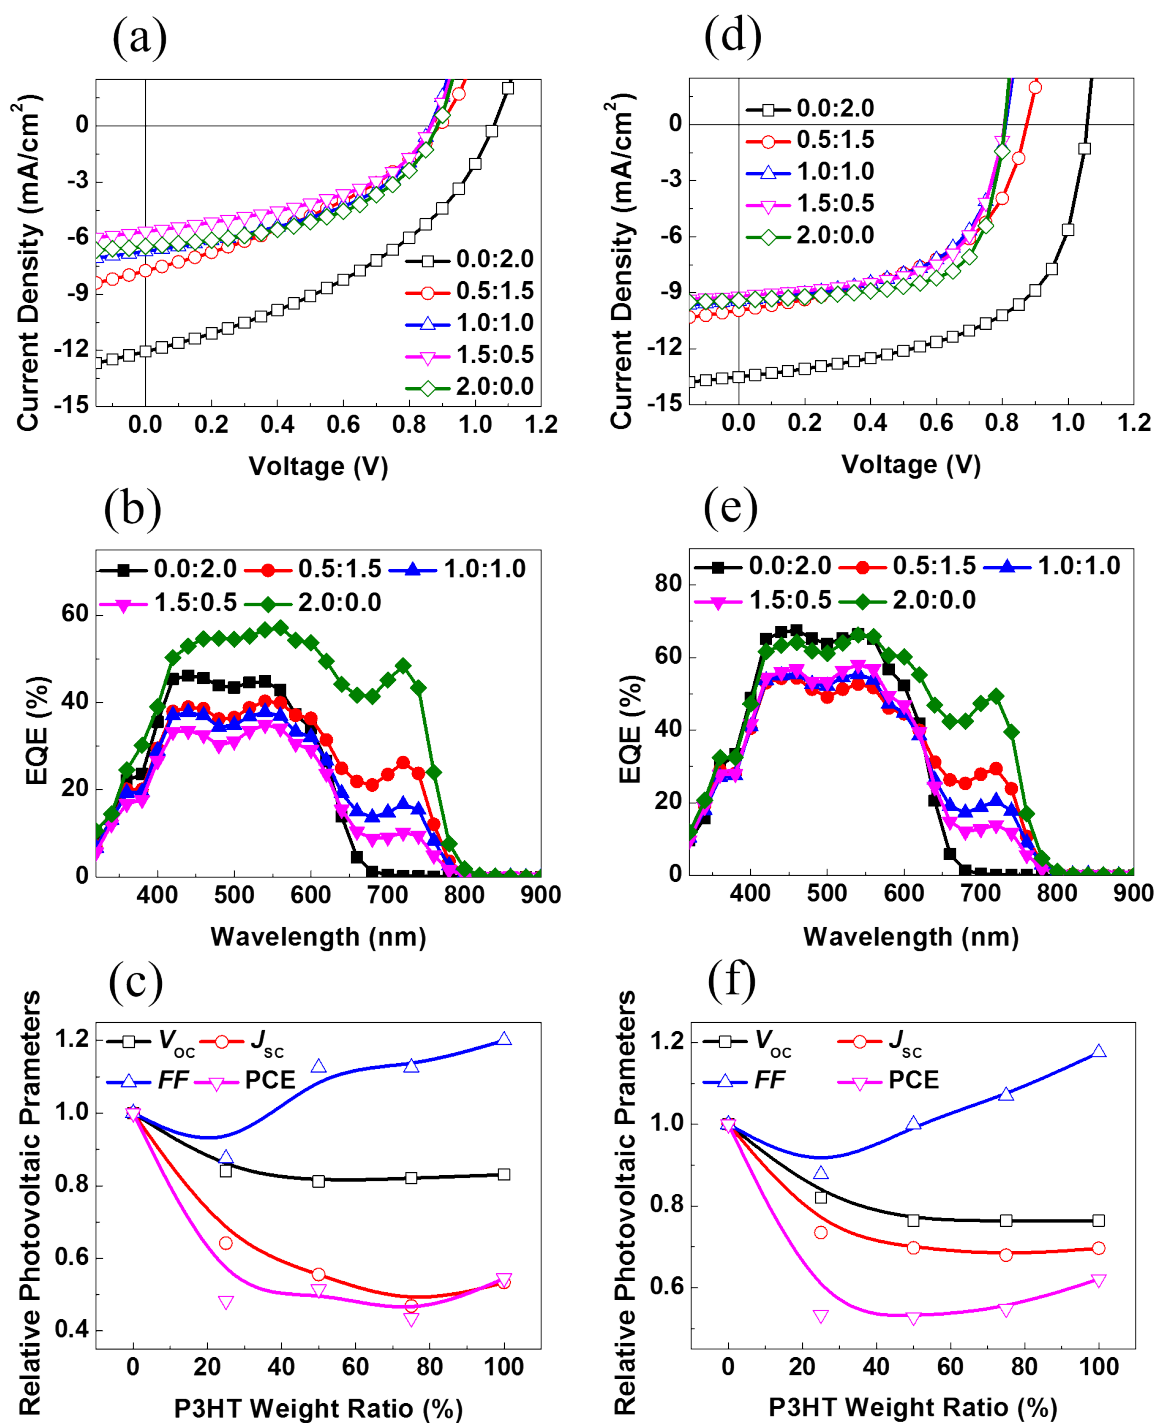 (a)
Current Density (mA/cm²)
0
-3
-6
-9
-12
-15
0.0:2.0
0.5:1.5
1.0:1.0
1.5:0.5
2.0:0.0
0.0 0.2 0.4 0.6 0.8 1.0 1.2
Voltage (V)
(d)
Current Density (mA/cm²)
0
-3
-6
-9
-12
-15
0.0:2.0
0.5:1.5
1.0:1.0
1.5:0.5
2.0:0.0
0.0 0.2 0.4 0.6 0.8 1.0 1.2
Voltage (V)
(b)
EQE (%)
60
40
20
0
0.0:2.0 0.5:1.5 1.0:1.0
1.5:0.5 2.0:0.0
400 500 600 700 800 900
Wavelength (nm)
(e)
EQE (%)
80
60
40
20
0
0.0:2.0 0.5:1.5 1.0:1.0
1.5:0.5 2.0:0.0
400 500 600 700 800 900
Wavelength (nm)
(c)
Relative Photovoltaic Prameters
1.2
1.0
0.8
0.6
0.4
Voc Jsc
FF PCE
0 20 40 60 80 100
P3HT Weight Ratio (%)
(f)
Relative Photovoltaic Prameters
1.2
1.0
0.8
0.6
Voc Jsc
FF PCE
0 20 40 60 80 100
P3HT Weight Ratio (%)